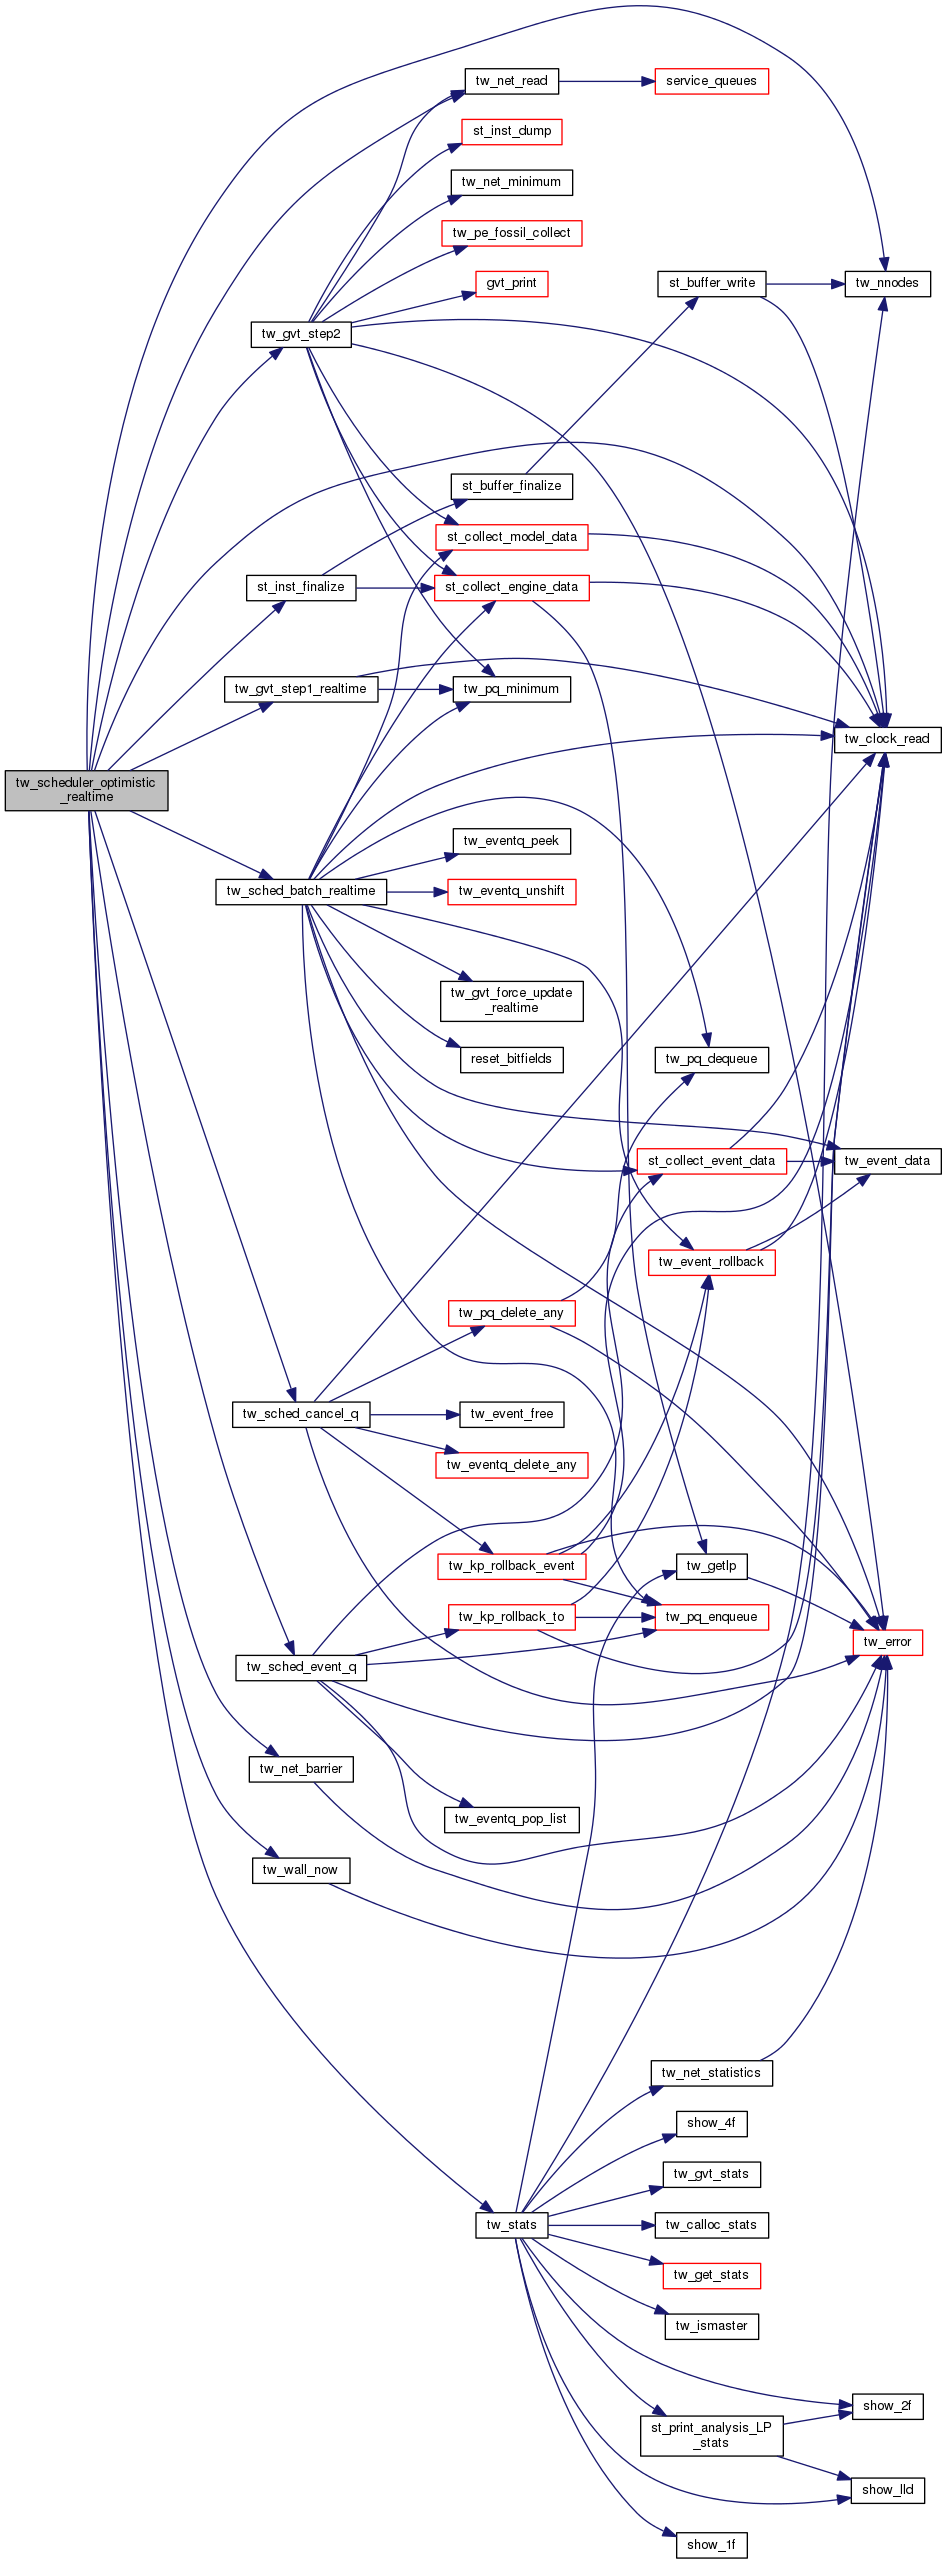 tw_net_read
service_queues
st_inst_dump
tw_net_minimum
tw_pe_fossil_collect
gvt_print
st_buffer_write
tw_nnodes
tw_gvt_step2
st_buffer_finalize
st_collect_model_data
st_inst_finalize
st_collect_engine_data
tw_gvt_step1_realtime
tw_pq_minimum
tw_clock_read
tw_scheduler_optimistic
_realtime
tw_eventq_peek
tw_sched_batch_realtime
tw_eventq_unshift
tw_gvt_force_update
_realtime
reset_bitfields
tw_pq_dequeue
st_collect_event_data
tw_event_data
tw_event_rollback
tw_pq_delete_any
tw_sched_cancel_q
tw_event_free
tw_eventq_delete_any
tw_kp_rollback_event
tw_getlp
tw_kp_rollback_to
tw_pq_enqueue
tw_error
tw_sched_event_q
tw_net_barrier
tw_eventq_pop_list
tw_wall_now
tw_net_statistics
show_4f
tw_gvt_stats
tw_stats
tw_calloc_stats
tw_get_stats
tw_ismaster
show_2f
st_print_analysis_LP
_stats
show_lld
show_1f